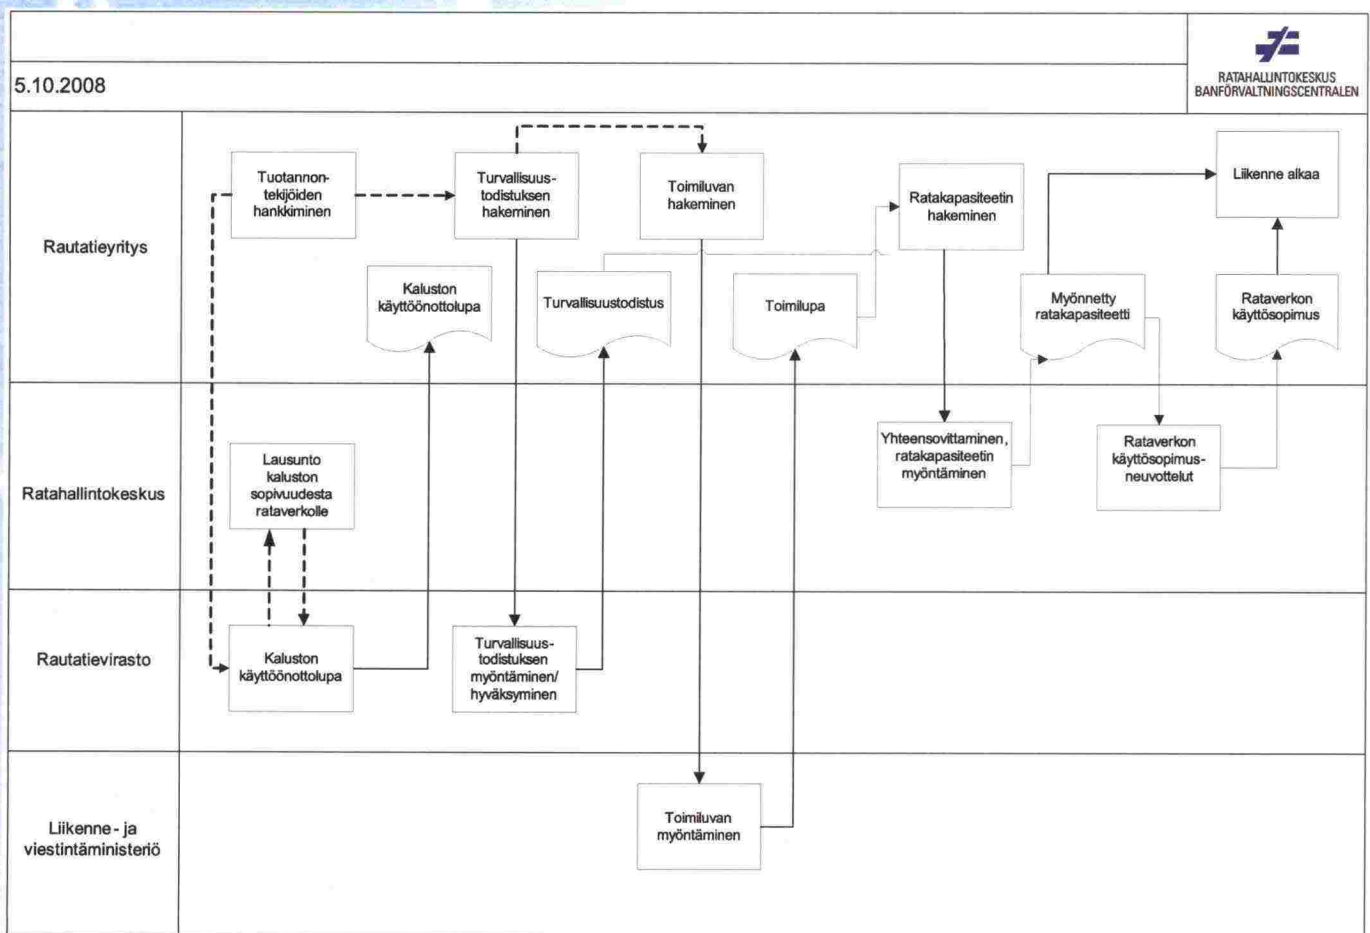 RATAHALLINTOKESKUS
BANFÖRVALTNINGSCENTRALEN
5.10.2008
Rautatieyritys
Tuotannon-
tekijöiden
hankkiminen
Turvallisuus-
todistuksen
hakeminen
Toimiluvan
hakeminen
Ratakapasiteetin
hakeminen
Liikenne alkaa
Kaluston
käyttöönottolupa
Turvallisuustodistus
Toimilupa
Myönnetty
ratakapasiteetti
Rataverkon
käyttösopimus
Ratahallintokeskus
Lausunto
kaluston
sopivuudesta
rataverkolle
Yhteensovittaminen,
ratakapasiteetin
myöntäminen
Rataverkon
käyttösopimus-
neuvottelut
Rautatievirasto
Kaluston
käyttöönottolupa
Turvallisuus-
todistuksen
myöntäminen/
hyväksyminen
Liikenne - ja
viestintäministeriö
Toimiluvan
myöntäminen